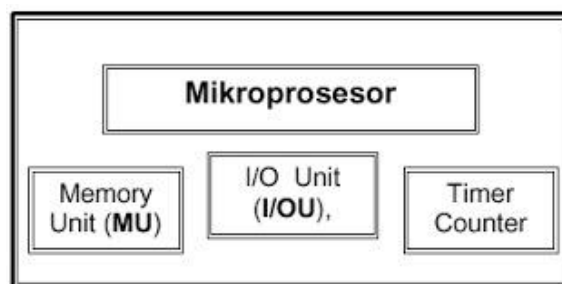 Mikroprosesor
Memory
Unit (MU)
I/O Unit
(I/OU),
Timer
Counter